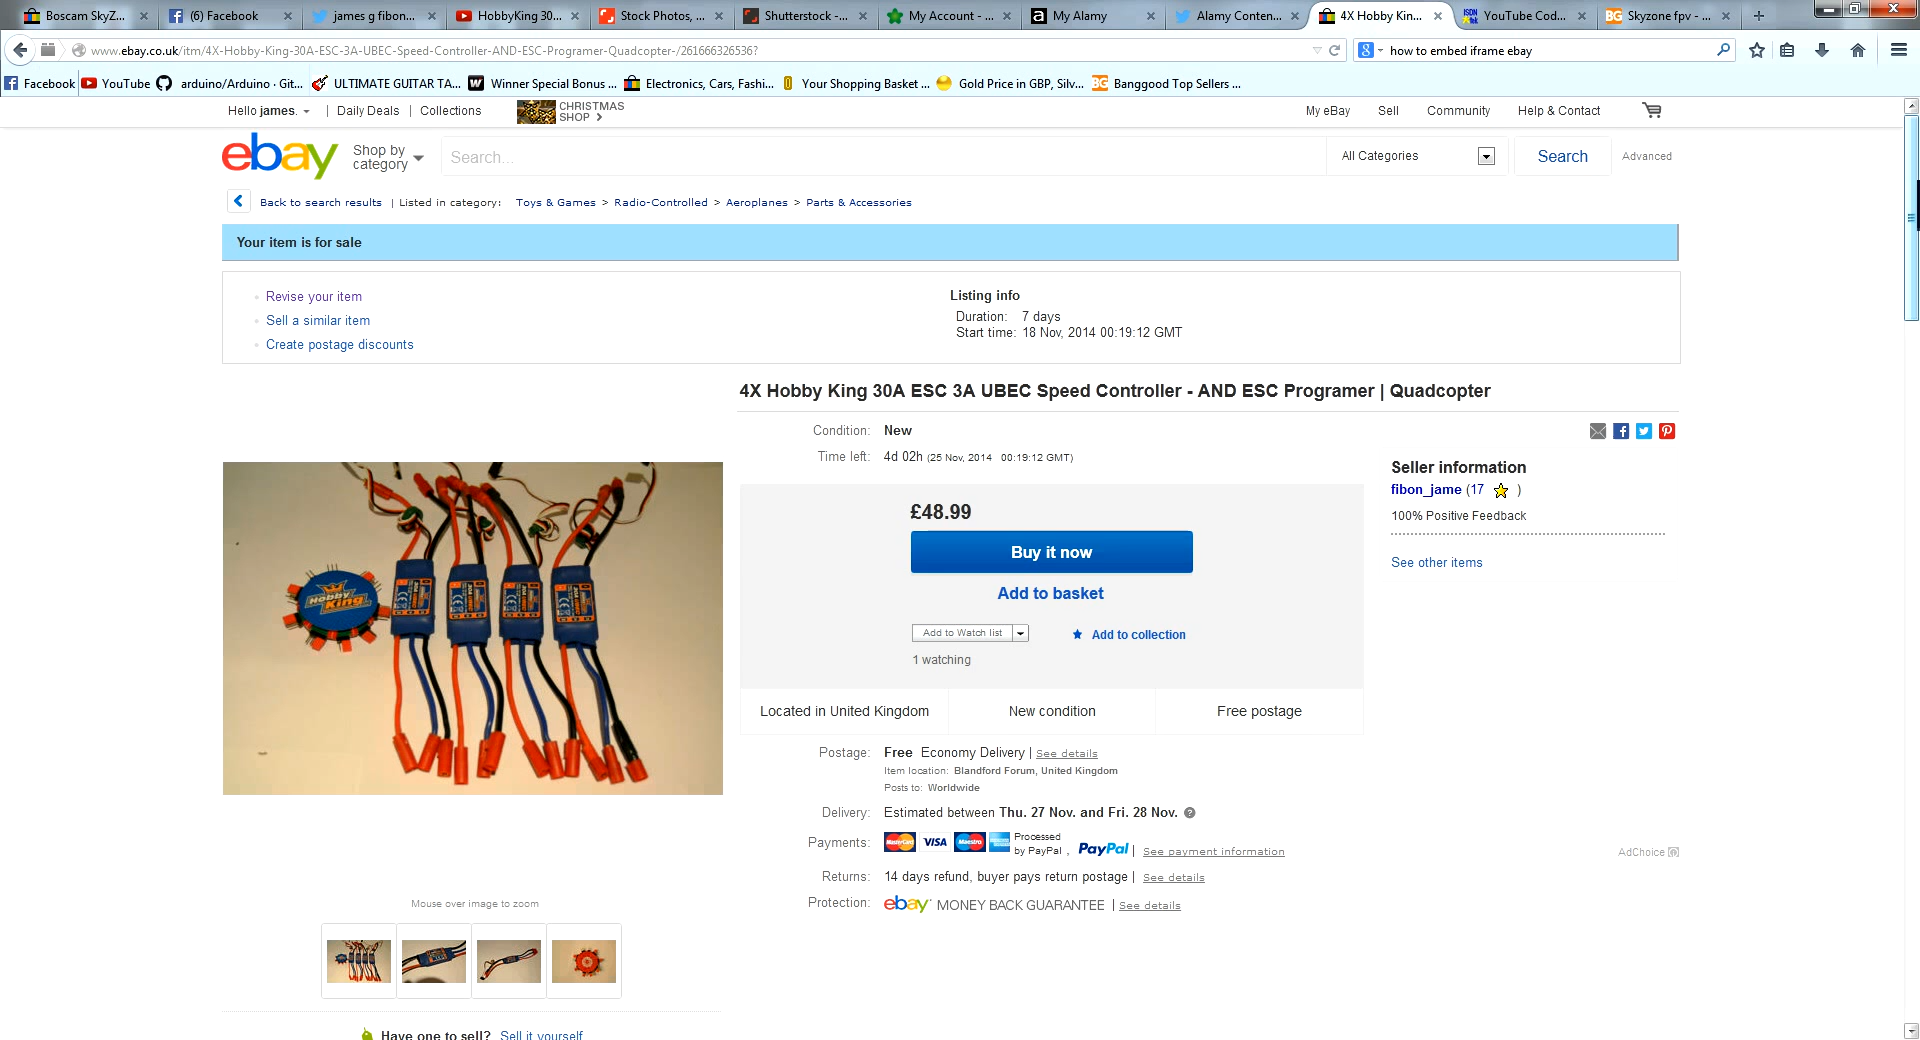 Boscam SkyZ...
(6) Facebook
james g fibon...
HobbyKing 30...
Stock Photos, ...
Shutterstock -...
My Account - ...
My Alamy
Alamy Conten...
4X Hobby Kin...
YouTube Cod...
Skyzone fpv - ...
www.ebay.co.uk/itm/4X-Hobby-King-30A-ESC-3A-UBEC-Speed-Controller-AND-ESC-Programer-Quadcopter-/261666326536?
how to embed iframe ebay
Facebook
YouTube
arduino/Arduino · Git...
ULTIMATE GUITAR TA...
Winner Special Bonus ...
Electronics, Cars, Fashi...
Your Shopping Basket ...
Gold Price in GBP, Silv...
Banggood Top Sellers ...
Hello james. | Daily Deals | Collections
CHRISTMAS
SHOP
My eBay
Sell
Community
Help & Contact
ebay
Shop by
category
Search...
All Categories
Search
Advanced
Back to search results | Listed in category: Toys & Games > Radio-Controlled > Aeroplanes > Parts & Accessories
Your item is for sale
Revise your item
Sell a similar item
Create postage discounts
Listing info
Duration: 7 days
Start time: 18 Nov, 2014 00:19:12 GMT
4X Hobby King 30A ESC 3A UBEC Speed Controller - AND ESC Programer | Quadcopter
Condition: New
Time left: 4d 02h (25 Nov, 2014 00:19:12 GMT)
£48.99
Buy it now
Add to basket
Add to Watch list
Add to collection
1 watching
Located in United Kingdom
New condition
Free postage
Postage: Free Economy Delivery | See details
Item location: Blandford Forum, United Kingdom
Posts to: Worldwide
Delivery: Estimated between Thu. 27 Nov. and Fri. 28 Nov.
Payments: MasterCard VISA Maestro Processed
by PayPal , PayPal | See payment information
Returns: 14 days refund, buyer pays return postage | See details
Protection: ebay MONEY BACK GUARANTEE | See details
Seller information
fibon_jame (17 )
100% Positive Feedback
See other items
AdChoice
Hobby
King
Mouse over image to zoom
Have one to sell? Sell it yourself